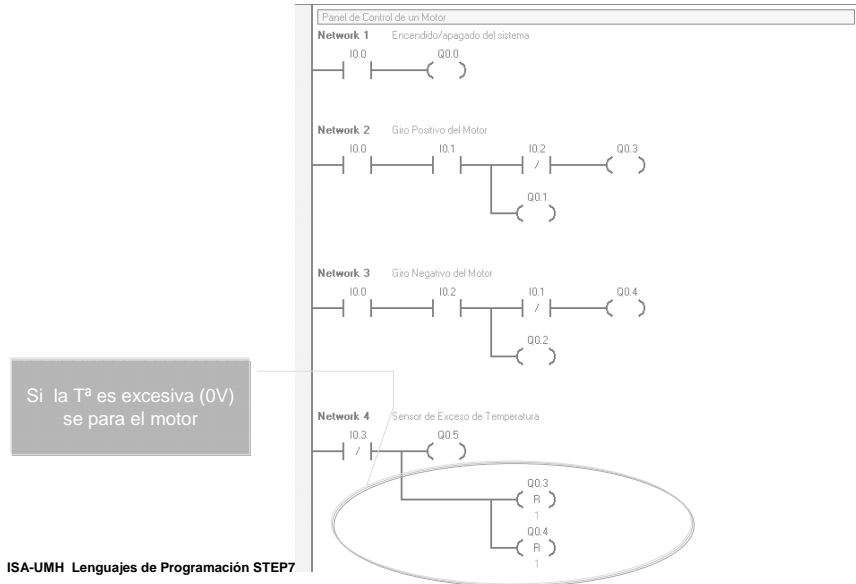 Panel de Control de un Motor
Network 1 Encendido/apagado del sistema
I0.0 Q0.0
Network 2 Giro Positivo del Motor
I0.0 I0.1 I0.2 Q0.3
/
Q0.1
Network 3 Giro Negativo del Motor
I0.0 I0.2 I0.1 Q0.4
/
Q0.2
Si la Tª es excesiva (0V)
se para el motor
Network 4 Sensor de Exceso de Temperatura
I0.3 Q0.5
/
Q0.3
R
1
Q0.4
R
1
ISA-UMH Lenguajes de Programación STEP7